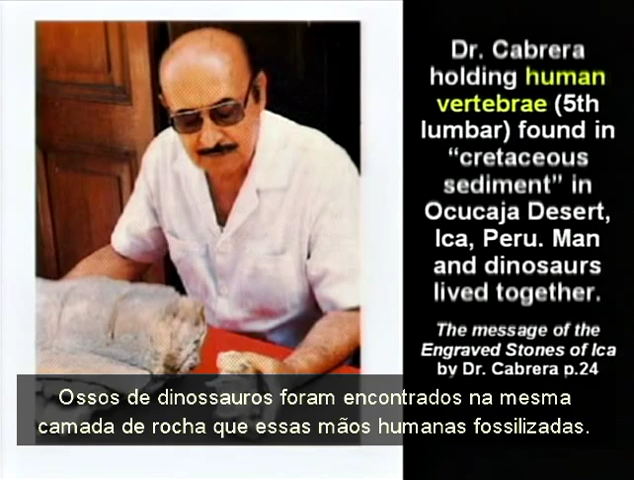 Dr. Cabrera
holding human
vertebrae (5th
lumbar) found in
“cretaceous
sediment” in
Ocucaja Desert,
Ica, Peru. Man
and dinosaurs
lived together.
The message of the
Engraved Stones of Ica
by Dr. Cabrera p.24
Ossos de dinossauros foram encontrados na mesma
camada de rocha que essas mãos humanas fossilizadas.